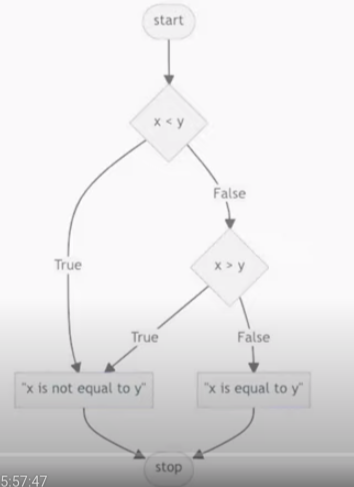 start
x < y
False
True
x > y
True
False
"x is not equal to y"
"x is equal to y"
stop
5:57:47